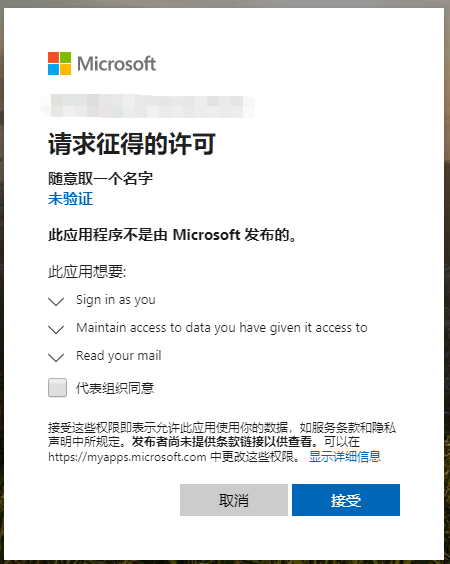 Microsoft
请求征得的许可
随意取一个名字
未验证
此应用程序不是由 Microsoft 发布的。
此应用想要:
Sign in as you
Maintain access to data you have given it access to
Read your mail
代表组织同意
接受这些权限即表示允许此应用使用你的数据，如服务条款和隐私
声明中所规定。发布者尚未提供条款链接以供查看。可以在
https://myapps.microsoft.com 中更改这些权限。 显示详细信息
取消
接受